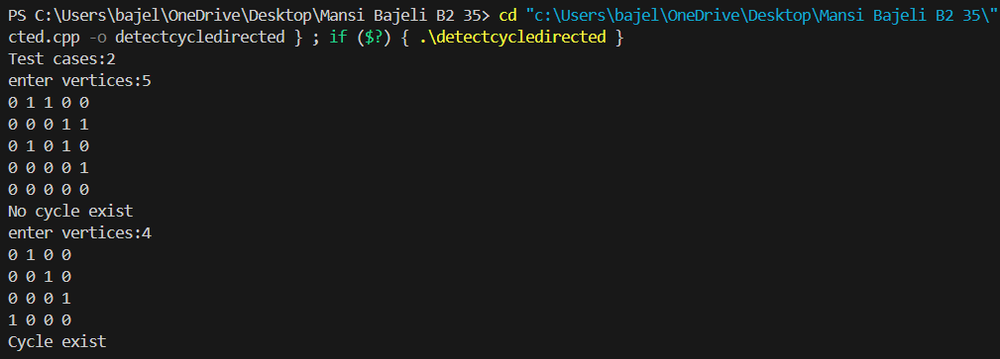 PS C:\Users\bajel\OneDrive\Desktop\Mansi Bajeli B2 35> cd "c:\Users\bajel\OneDrive\Desktop\Mansi Bajeli B2 35\"
cted.cpp -o detectcycledirected } ; if ($?) { .\detectcycledirected }
Test cases:2
enter vertices:5
0 1 1 0 0
0 0 0 1 1
0 1 0 1 0
0 0 0 0 1
0 0 0 0 0
No cycle exist
enter vertices:4
0 1 0 0
0 0 1 0
0 0 0 1
1 0 0 0
Cycle exist